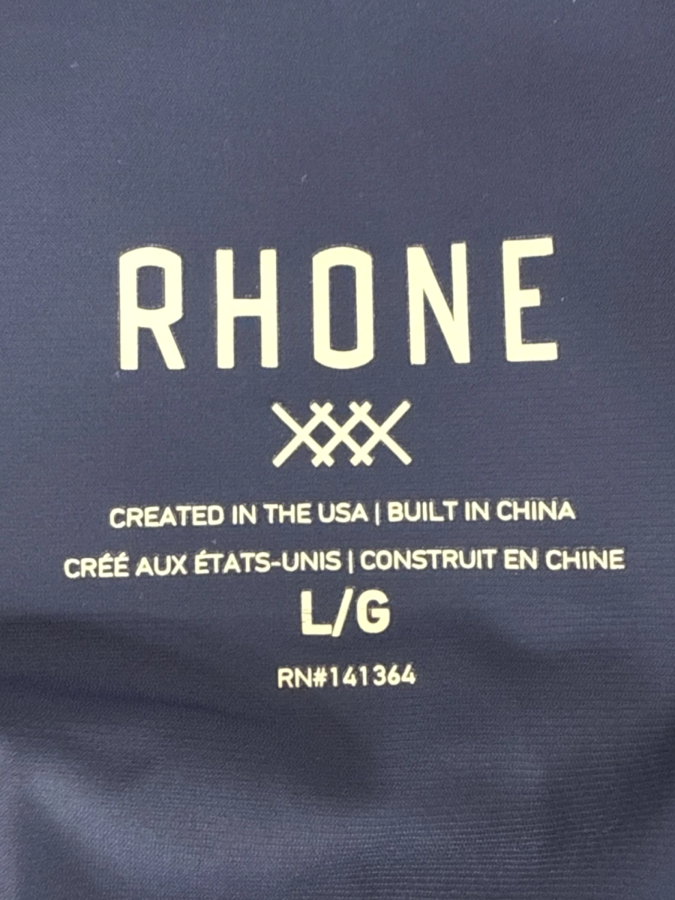 RHONE
CREATED IN THE USA | BUILT IN CHINA
CRÉÉ AUX ÉTATS-UNIS | CONSTRUIT EN CHINE
L/G
RN#141364